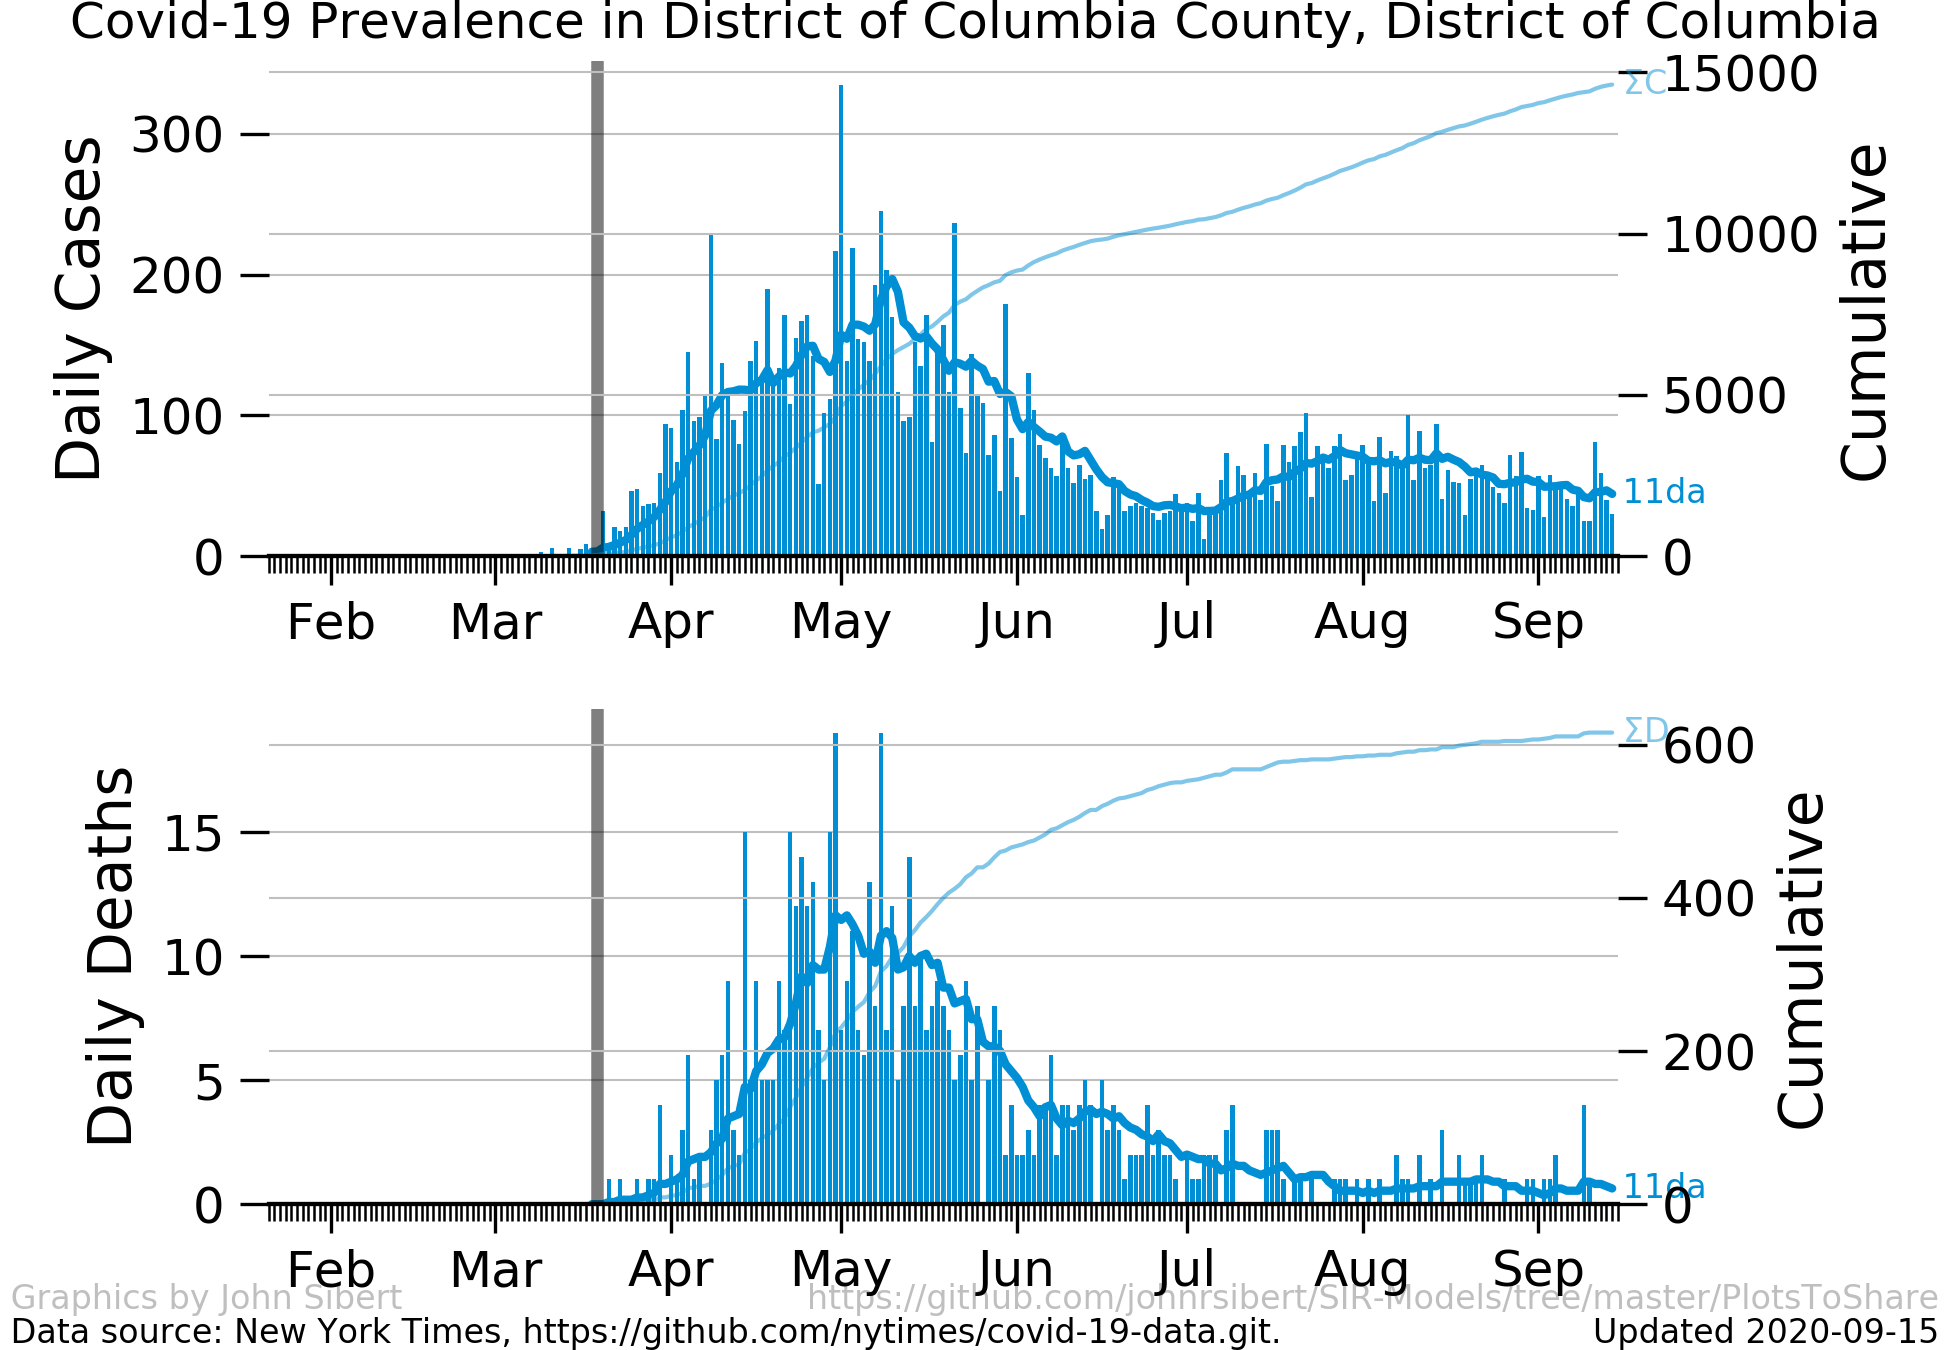 Covid-19 Prevalence in District of Columbia County, District of Columbia
Daily Cases
300
200
100
0
ΣC
15000
10000
5000
0
11da
Cumulative
Feb Mar Apr May Jun Jul Aug Sep
Daily Deaths
15
10
5
0
ΣD
600
400
200
0
11da
Cumulative
Feb Mar Apr May Jun Jul Aug Sep
Graphics by John Sibert https://github.com/johnrsibert/SIR-Models/tree/master/PlotsToShare
Data source: New York Times, https://github.com/nytimes/covid-19-data.git. Updated 2020-09-15